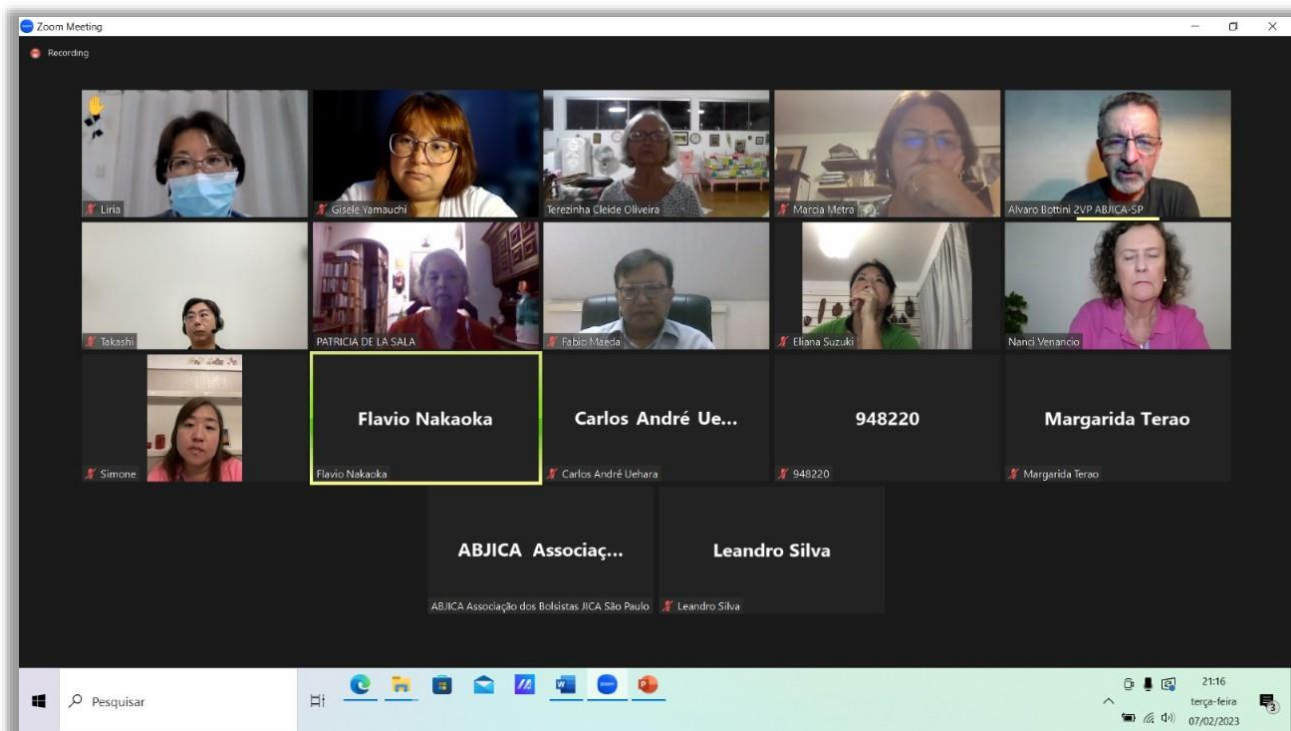 Zoom Meeting
Recording
Liria
Gisele Yamauchi
Terezinha Cleide Oliveira
Marcia Metra
Alvaro Bottini 2VP ABJICA-SP
Takashi
PATRICIA DE LA SALA
Fabio Maeda
Eliana Suzuki
Nanci Venancio
Simone
Flavio Nakaoka
Flavio Nakaoka
Carlos André Ue...
Carlos André Uehara
948220
948220
Margarida Terao
Margarida Terao
ABJICA Associaç...
ABJICA Associação dos Bolsistas JICA São Paulo
Leandro Silva
Leandro Silva
Pesquisar
21:16
terça-feira
07/02/2023
3